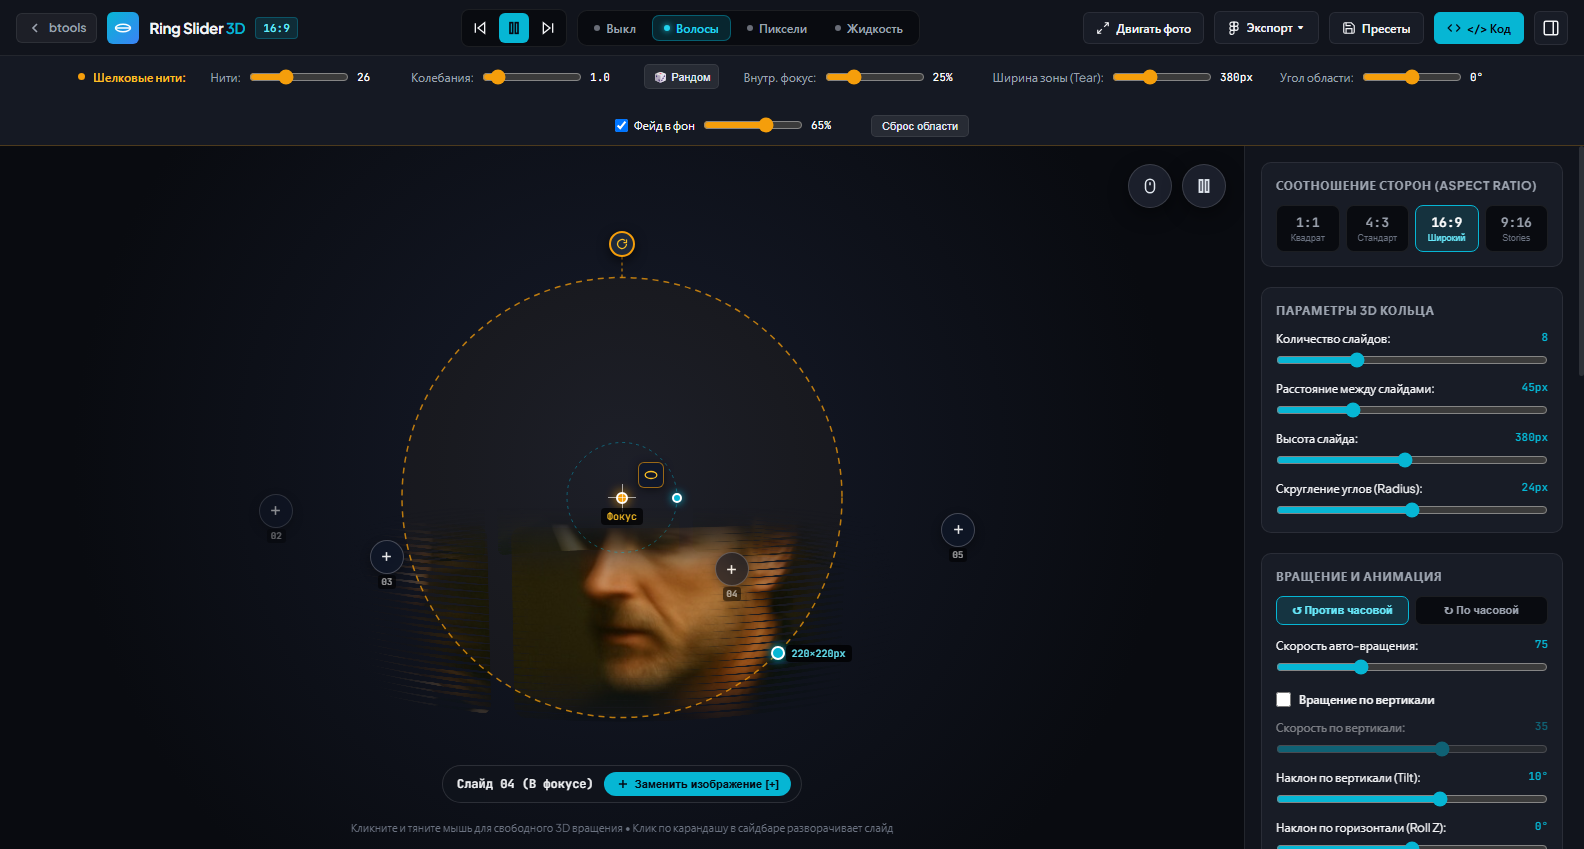 btools
Ring Slider 3D 16:9
Выкл Волосы Пиксели Жидкость
Двигать фото Экспорт Пресеты </> Код
Шелковые нити: Нити: 26 Колебания: 1.0 Рандом Внутр. фокус: 25% Ширина зоны (Tear): 380px Угол области: 0°
Фейд в фон 65% Сброс области
02
03
Фокус
04
05
220×220px
Слайд 04 (В фокусе) + Заменить изображение [+]
Кликните и тяните мышь для свободного 3D вращения • Клик по карандашу в сайдбаре разворачивает слайд
СООТНОШЕНИЕ СТОРОН (ASPECT RATIO)
1:1 4:3 16:9 9:16
Квадрат Стандарт Широкий Stories
ПАРАМЕТРЫ 3D КОЛЬЦА
Количество слайдов: 8
Расстояние между слайдами: 45px
Высота слайда: 380px
Скругление углов (Radius): 24px
ВРАЩЕНИЕ И АНИМАЦИЯ
↺ Против часовой ↻ По часовой
Скорость авто-вращения: 75
Вращение по вертикали
Скорость по вертикали: 35
Наклон по вертикали (Tilt): 10°
Наклон по горизонтали (Roll Z): 0°